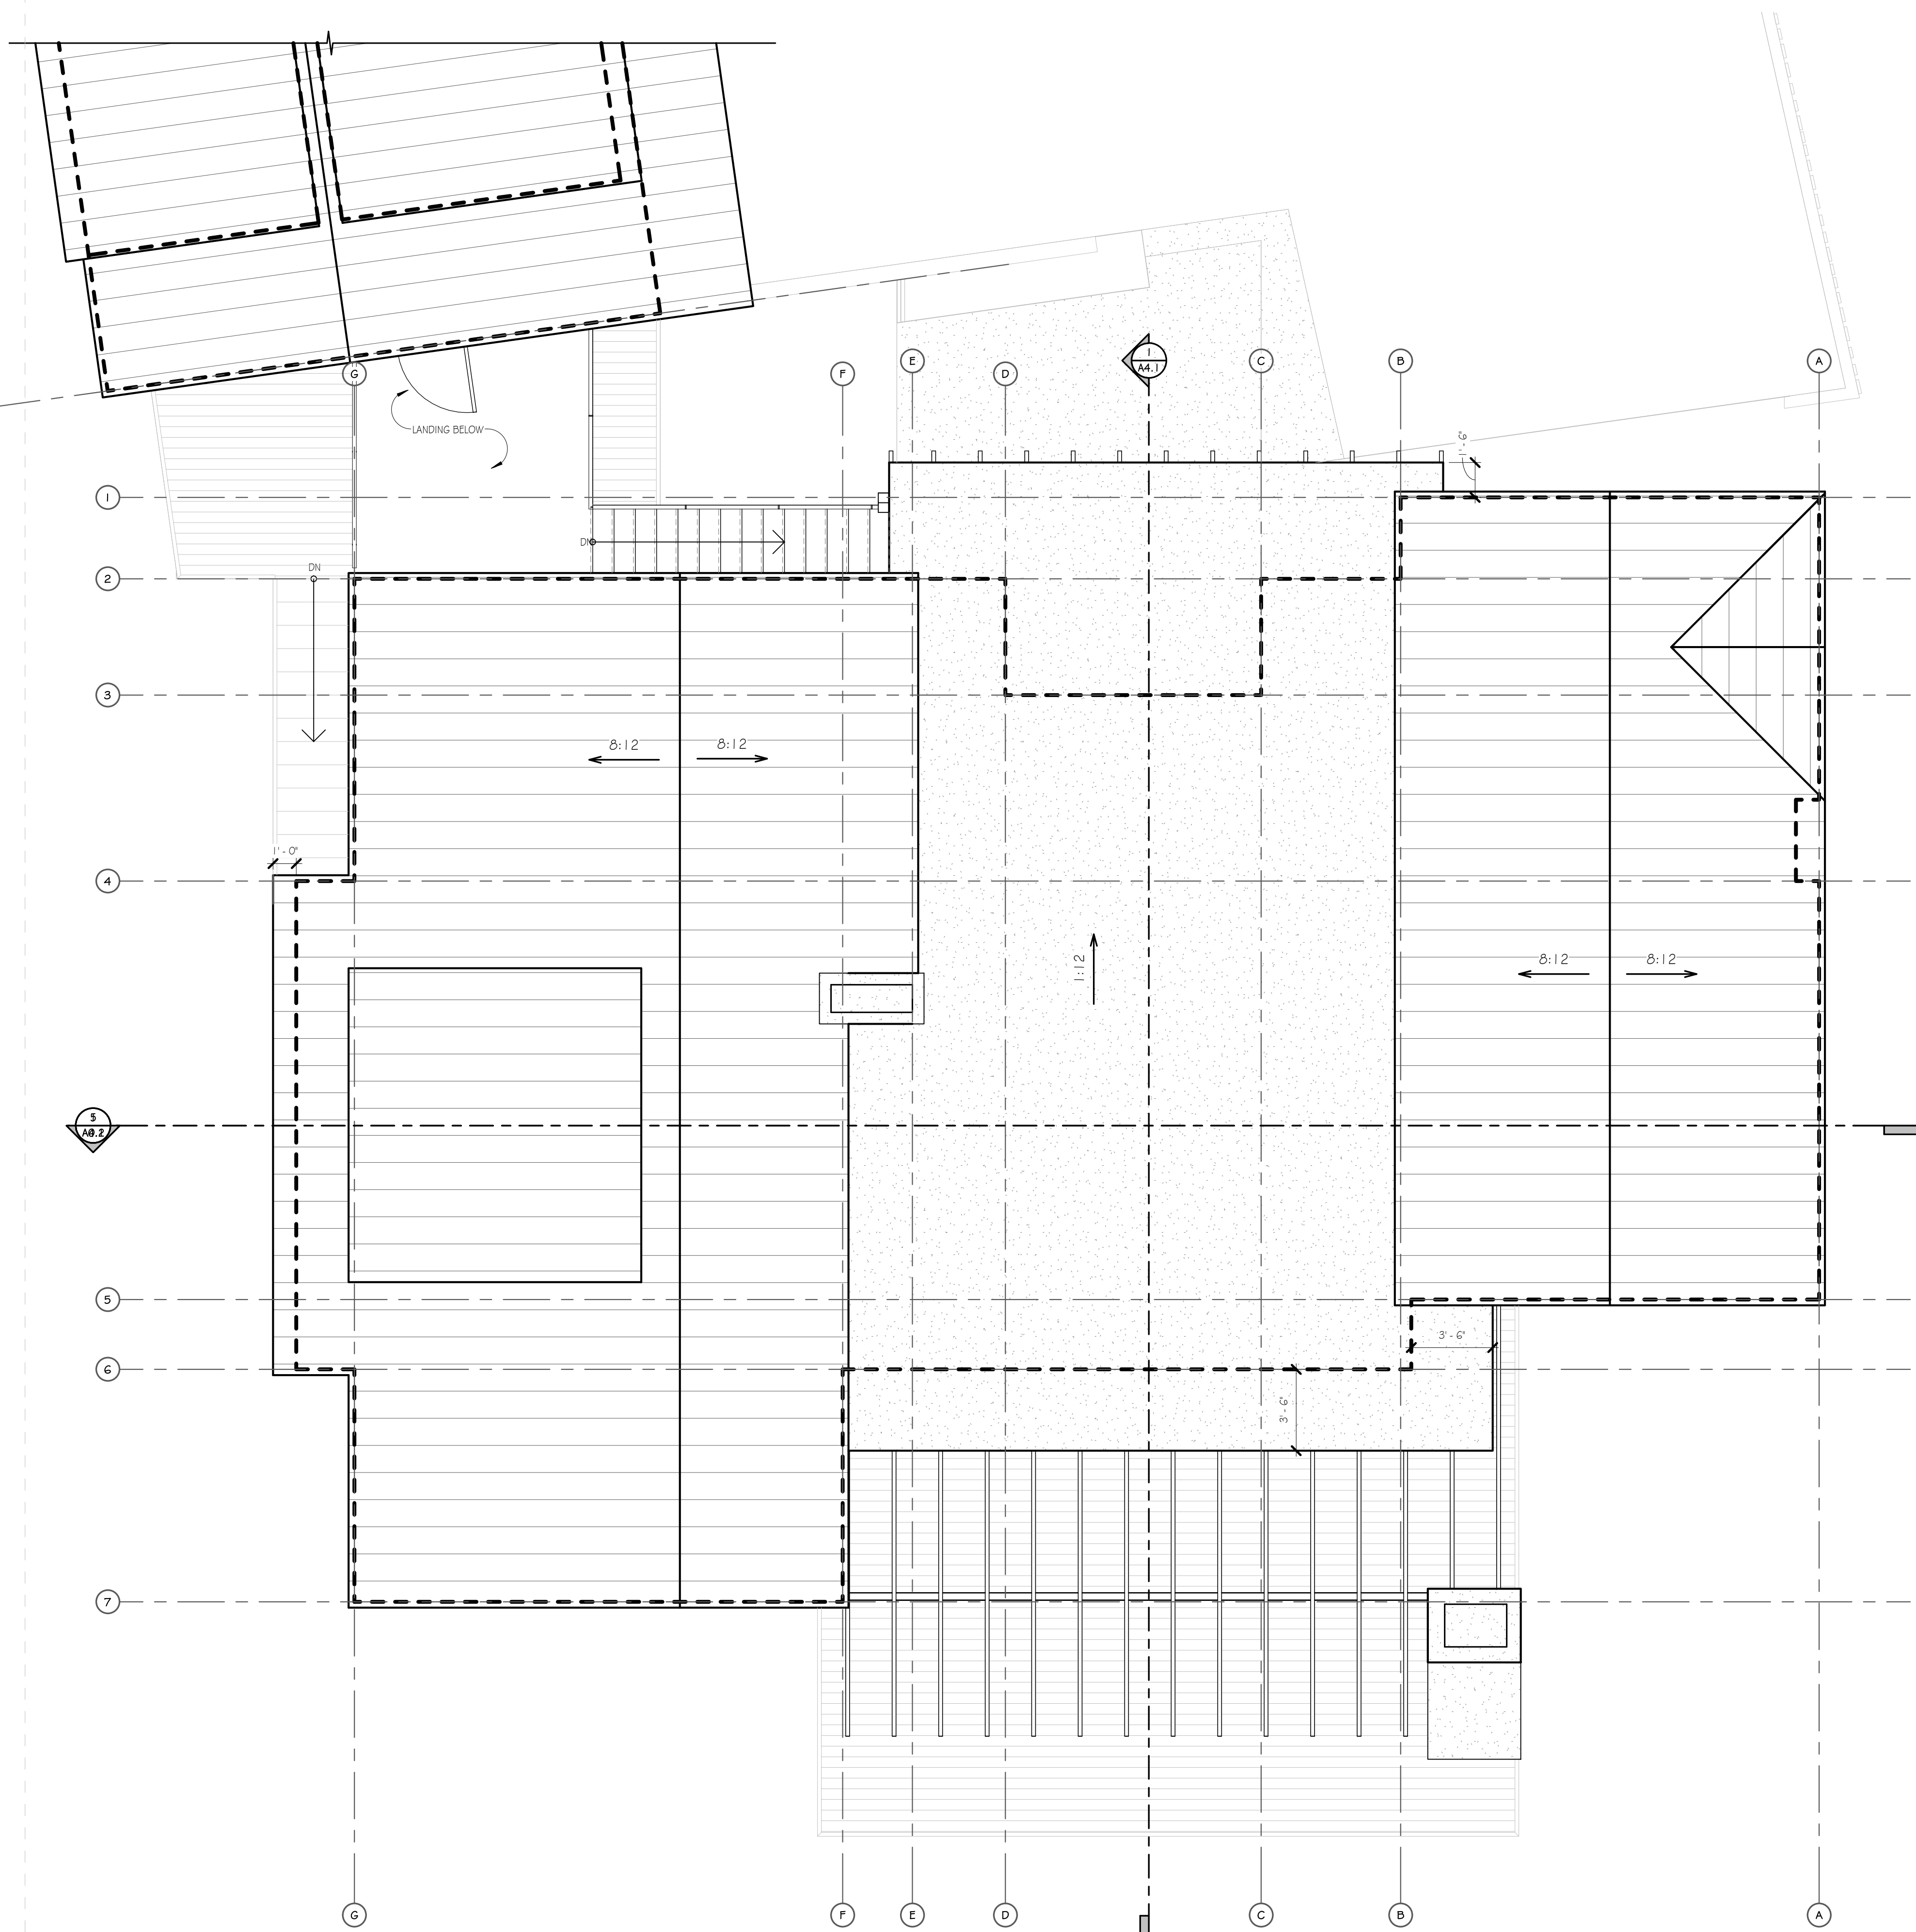 1
A4.1
G
F
E
D
C
B
A
LANDING BELOW
1' - 6"
1
DN
2
DN
3
8:12
8:12
1' - 0"
4
1:12
8:12
8:12
5
5
3' - 6"
6
3' - 6"
7
G
F
E
D
C
B
A